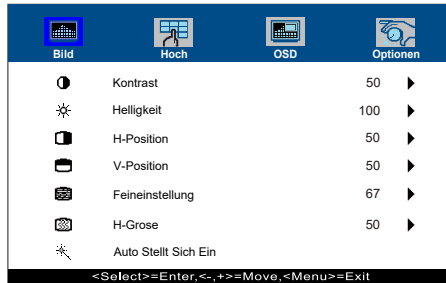 Bild Hoch OSD Optionen
Kontrast 50
Helligkeit 100
H-Position 50
V-Position 50
Feineinstellung 67
H-Grose 50
Auto Stellt Sich Ein
<Select>=Enter,<-,+>=Move,<Menu>=Exit